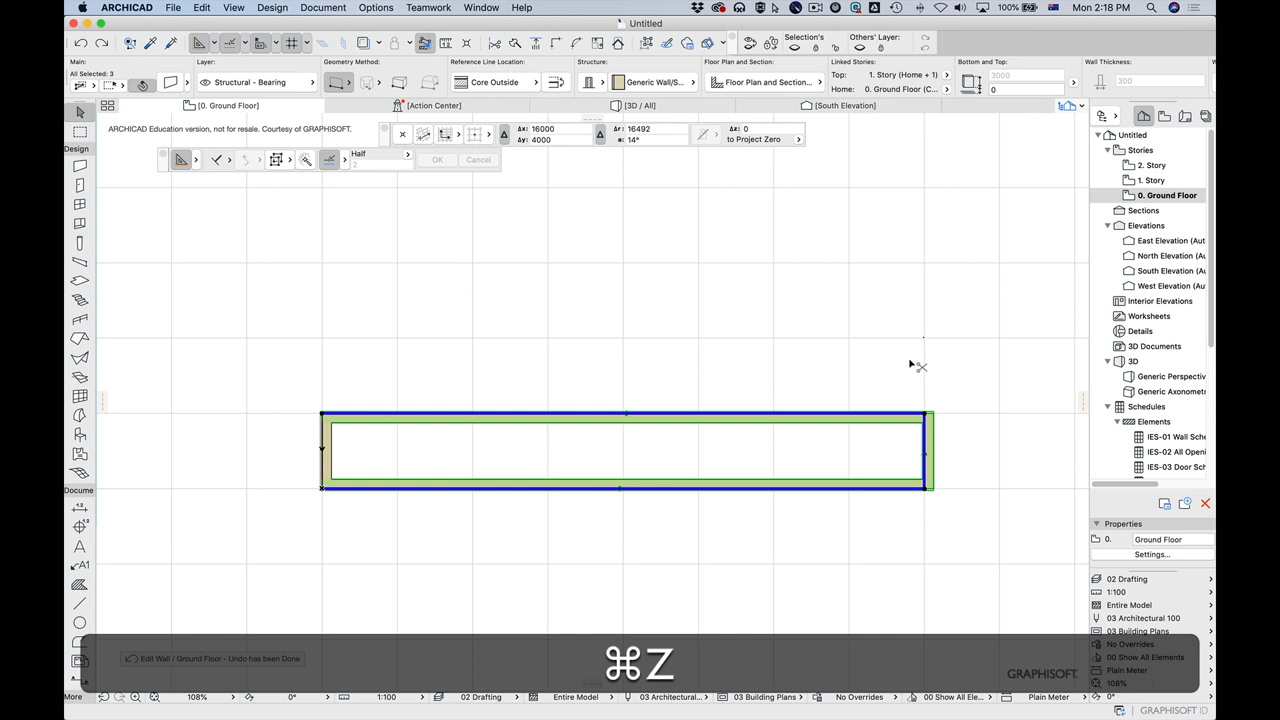 ARCHICAD File Edit View Design Document Options Teamwork Window Help 100% Mon 2:18 PM
Untitled
Selection's Others' Layer:
Main: Layer: Geometry Method: Reference Line Location: Structure: Floor Plan and Section: Linked Stories: Bottom and Top: Wall Thickness:
All Selected: 3 Structural - Bearing Core Outside Generic Wall/S... Floor Plan and Section... Top: 1. Story (Home + 1) 3000 300
Home: 0. Ground Floor (C... 0
[0. Ground Floor] [Action Center] [3D / All] [South Elevation]
ARCHICAD Education version, not for resale. Courtesy of GRAPHISOFT.
Δx: 16000 Δr: 16492 Δz: 0
Δy: 4000 a: 14° to Project Zero
Half
2
OK Cancel
Design
Docume
More
Untitled
Stories
2. Story
1. Story
0. Ground Floor
Sections
Elevations
East Elevation (Aut
North Elevation (Au
South Elevation (Au
West Elevation (Aut
Interior Elevations
Worksheets
Details
3D Documents
3D
Generic Perspectiv
Generic Axonomet
Schedules
Elements
IES-01 Wall Sche
IES-02 All Openi
IES-03 Door Sch
Properties
0. Ground Floor
Settings...
02 Drafting
1:100
Entire Model
03 Architectural 100
03 Building Plans
No Overrides
00 Show All Elements
Plain Meter
108%
0°
Edit Wall / Ground Floor - Undo has been Done
⌘Z
GRAPHISOFT.
108% 0° 1:100 02 Drafting Entire Model 03 Architectural... 03 Building Plans No Overrides 00 Show All Ele... Plain Meter
GRAPHISOFT ID